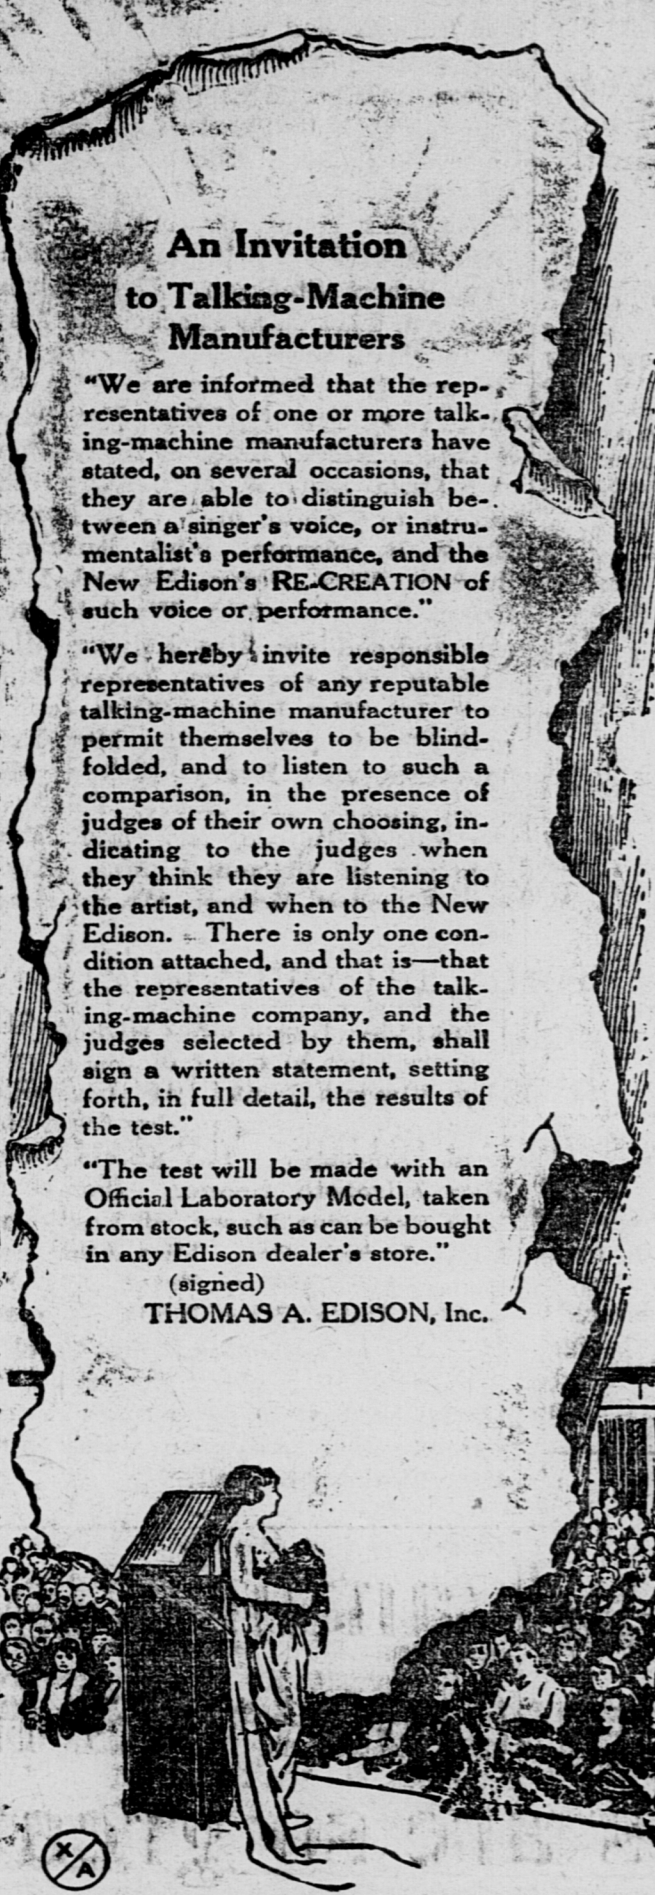 An Invitation
to Talking-Machine
Manufacturers
"We are informed that the rep-
resentatives of one or more talk-
ing-machine manufacturers have
stated, on several occasions, that
they are able to distinguish be-
tween a singer's voice, or instru-
mentalist's performance, and the
New Edison's RE-CREATION of
such voice or performance."
"We hereby invite responsible
representatives of any reputable
talking-machine manufacturer to
permit themselves to be blind-
folded, and to listen to such a
comparison, in the presence of
judges of their own choosing, in-
dicating to the judges when
they think they are listening to
the artist, and when to the New
Edison. There is only one con-
dition attached, and that is—that
the representatives of the talk-
ing-machine company, and the
judges selected by them, shall
sign a written statement, setting
forth, in full detail, the results of
the test."
"The test will be made with an
Official Laboratory Model, taken
from stock, such as can be bought
in any Edison dealer's store."
(signed)
THOMAS A. EDISON, Inc.
X A